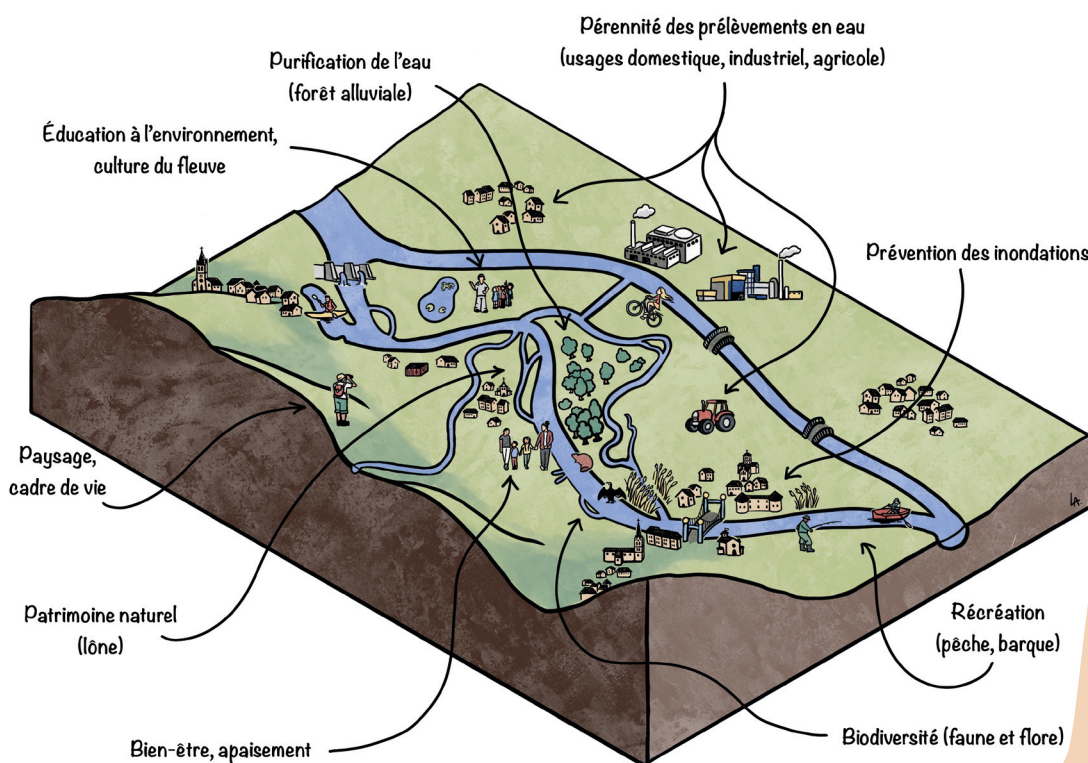 Pérennité des prélèvements en eau
(usages domestique, industriel, agricole)
Purification de l'eau
(forêt alluviale)
Éducation à l'environnement,
culture du fleuve
Prévention des inondations
Paysage,
cadre de vie
Patrimoine naturel
(lône)
Récréation
(pêche, barque)
Bien-être, apaisement
Biodiversité (faune et flore)
LA.